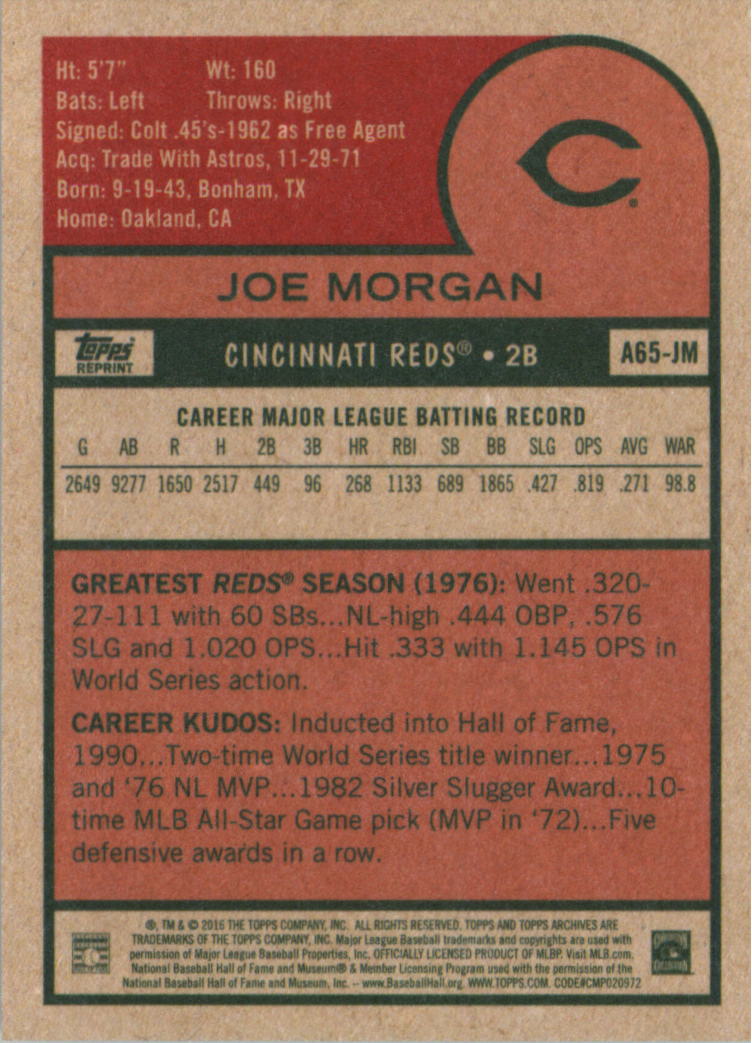 Ht: 5'7" Wt: 160
Bats: Left Throws: Right
Signed: Colt .45's-1962 as Free Agent
Acq: Trade With Astros, 11-29-71
Born: 9-19-43, Bonham, TX
Home: Oakland, CA
C®
JOE MORGAN
Topps REPRINT
CINCINNATI REDS® • 2B
A65-JM
CAREER MAJOR LEAGUE BATTING RECORD
G AB R H 2B 3B HR RBI SB BB SLG OPS AVG WAR
2649 9277 1650 2517 449 96 268 1133 689 1865 .427 .819 .271 98.8
GREATEST REDS® SEASON (1976): Went .320-
27-111 with 60 SBs...NL-high .444 OBP, .576
SLG and 1.020 OPS...Hit .333 with 1.145 OPS in
World Series action.
CAREER KUDOS: Inducted into Hall of Fame,
1990...Two-time World Series title winner...1975
and '76 NL MVP...1982 Silver Slugger Award...10-
time MLB All-Star Game pick (MVP in '72)...Five
defensive awards in a row.
®, TM & © 2016 THE TOPPS COMPANY, INC. ALL RIGHTS RESERVED. TOPPS AND TOPPS ARCHIVES ARE
TRADEMARKS OF THE TOPPS COMPANY, INC. Major League Baseball trademarks and copyrights are used with
permission of Major League Baseball Properties, Inc. OFFICIALLY LICENSED PRODUCT OF MLBP. Visit MLB.com.
National Baseball Hall of Fame and Museum® & Member Licensing Program used with the permission of the
National Baseball Hall of Fame and Museum, Inc. -- www.BaseballHall.org. WWW.TOPPS.COM. CODE#CMP020972